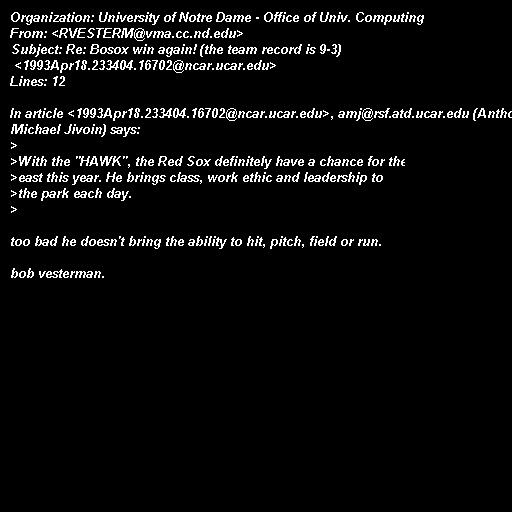 Organization: University of Notre Dame - Office of Univ. Computing
From: <RVESTERM@vma.cc.nd.edu>
Subject: Re: Bosox win again! (the team record is 9-3)
<1993Apr18.233404.16702@ncar.ucar.edu>
Lines: 12

In article <1993Apr18.233404.16702@ncar.ucar.edu>, amj@rsf.atd.ucar.edu (Antho
Michael Jivoin) says:
>
>With the "HAWK", the Red Sox definitely have a chance for the
>east this year. He brings class, work ethic and leadership to
>the park each day.
>

too bad he doesn't bring the ability to hit, pitch, field or run.

bob vesterman.